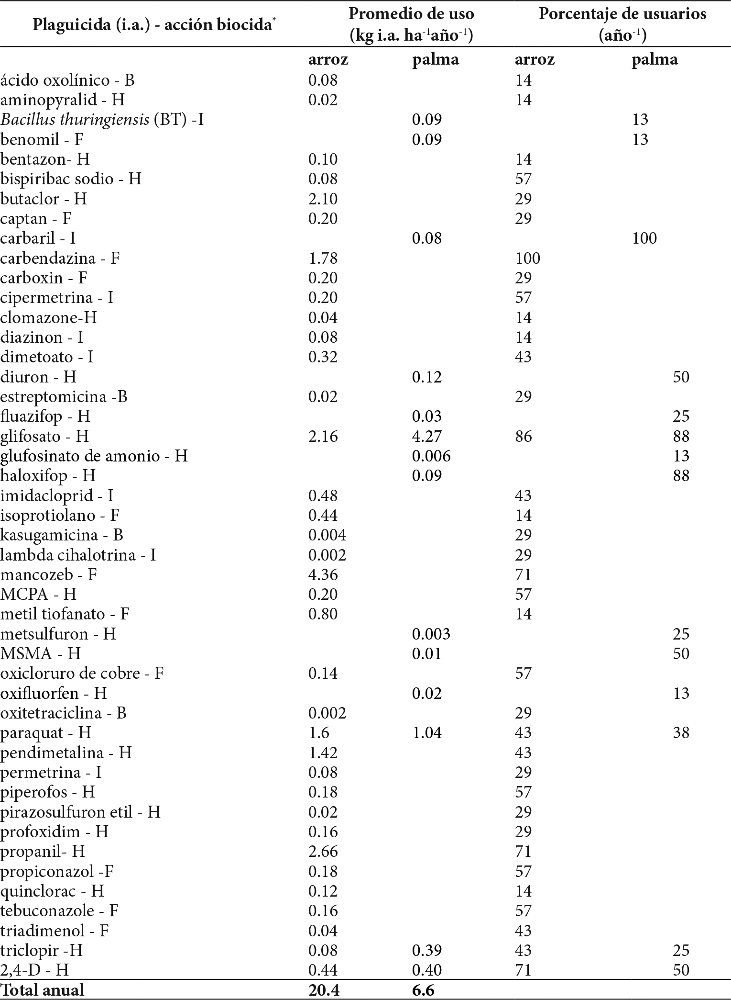 Plaguicida (i.a.) - acción biocida* Promedio de uso Porcentaje de usuarios
(kg i.a. ha-1año-1) (año-1)
arroz palma arroz palma
ácido oxolínico - B 0.08 14
aminopyralid - H 0.02 14
Bacillus thuringiensis (BT) -I 0.09 13
benomil - F 0.09 13
bentazon- H 0.10 14
bispiribac sodio - H 0.08 57
butaclor - H 2.10 29
captan - F 0.20 29
carbaril - I 0.08 100
carbendazina - F 1.78 100
carboxin - F 0.20 29
cipermetrina - I 0.20 57
clomazone-H 0.04 14
diazinon - I 0.08 14
dimetoato - I 0.32 43
diuron - H 0.12 50
estreptomicina -B 0.02 29
fluazifop - H 0.03 25
glifosato - H 2.16 4.27 86 88
glufosinato de amonio - H 0.006 13
haloxifop - H 0.09 88
imidacloprid - I 0.48 43
isoprotiolano - F 0.44 14
kasugamicina - B 0.004 29
lambda cihalotrina - I 0.002 29
mancozeb - F 4.36 71
MCPA - H 0.20 57
metil tiofanato - F 0.80 14
metsulfuron - H 0.003 25
MSMA - H 0.01 50
oxicloruro de cobre - F 0.14 57
oxifluorfen - H 0.02 13
oxitetraciclina - B 0.002 29
paraquat - H 1.6 1.04 43 38
pendimetalina - H 1.42 43
permetrina - I 0.08 29
piperofos - H 0.18 57
pirazosulfuron etil - H 0.02 29
profoxidim - H 0.16 29
propanil- H 2.66 71
propiconazol -F 0.18 57
quinclorac - H 0.12 14
tebuconazole - F 0.16 57
triadimenol - F 0.04 43
triclopir -H 0.08 0.39 43 25
2,4-D - H 0.44 0.40 71 50
Total anual 20.4 6.6